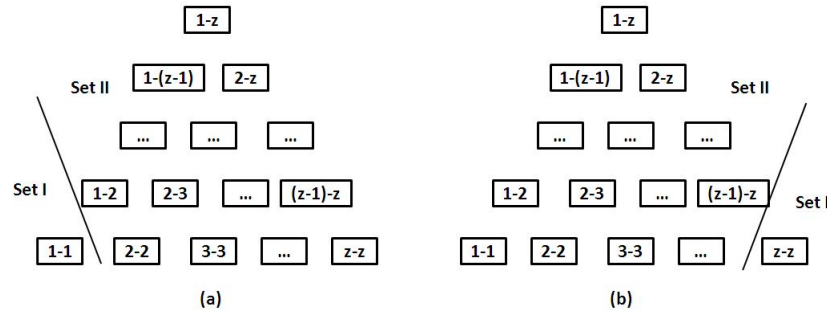 1-z
1-(z-1) 2-z
Set II
... ... ...
Set I
1-2 2-3 ... (z-1)-z
1-1 2-2 3-3 ... z-z
(a)
1-z
1-(z-1) 2-z
Set II
... ... ...
1-2 2-3 ... (z-1)-z
Set I
1-1 2-2 3-3 ... z-z
(b)